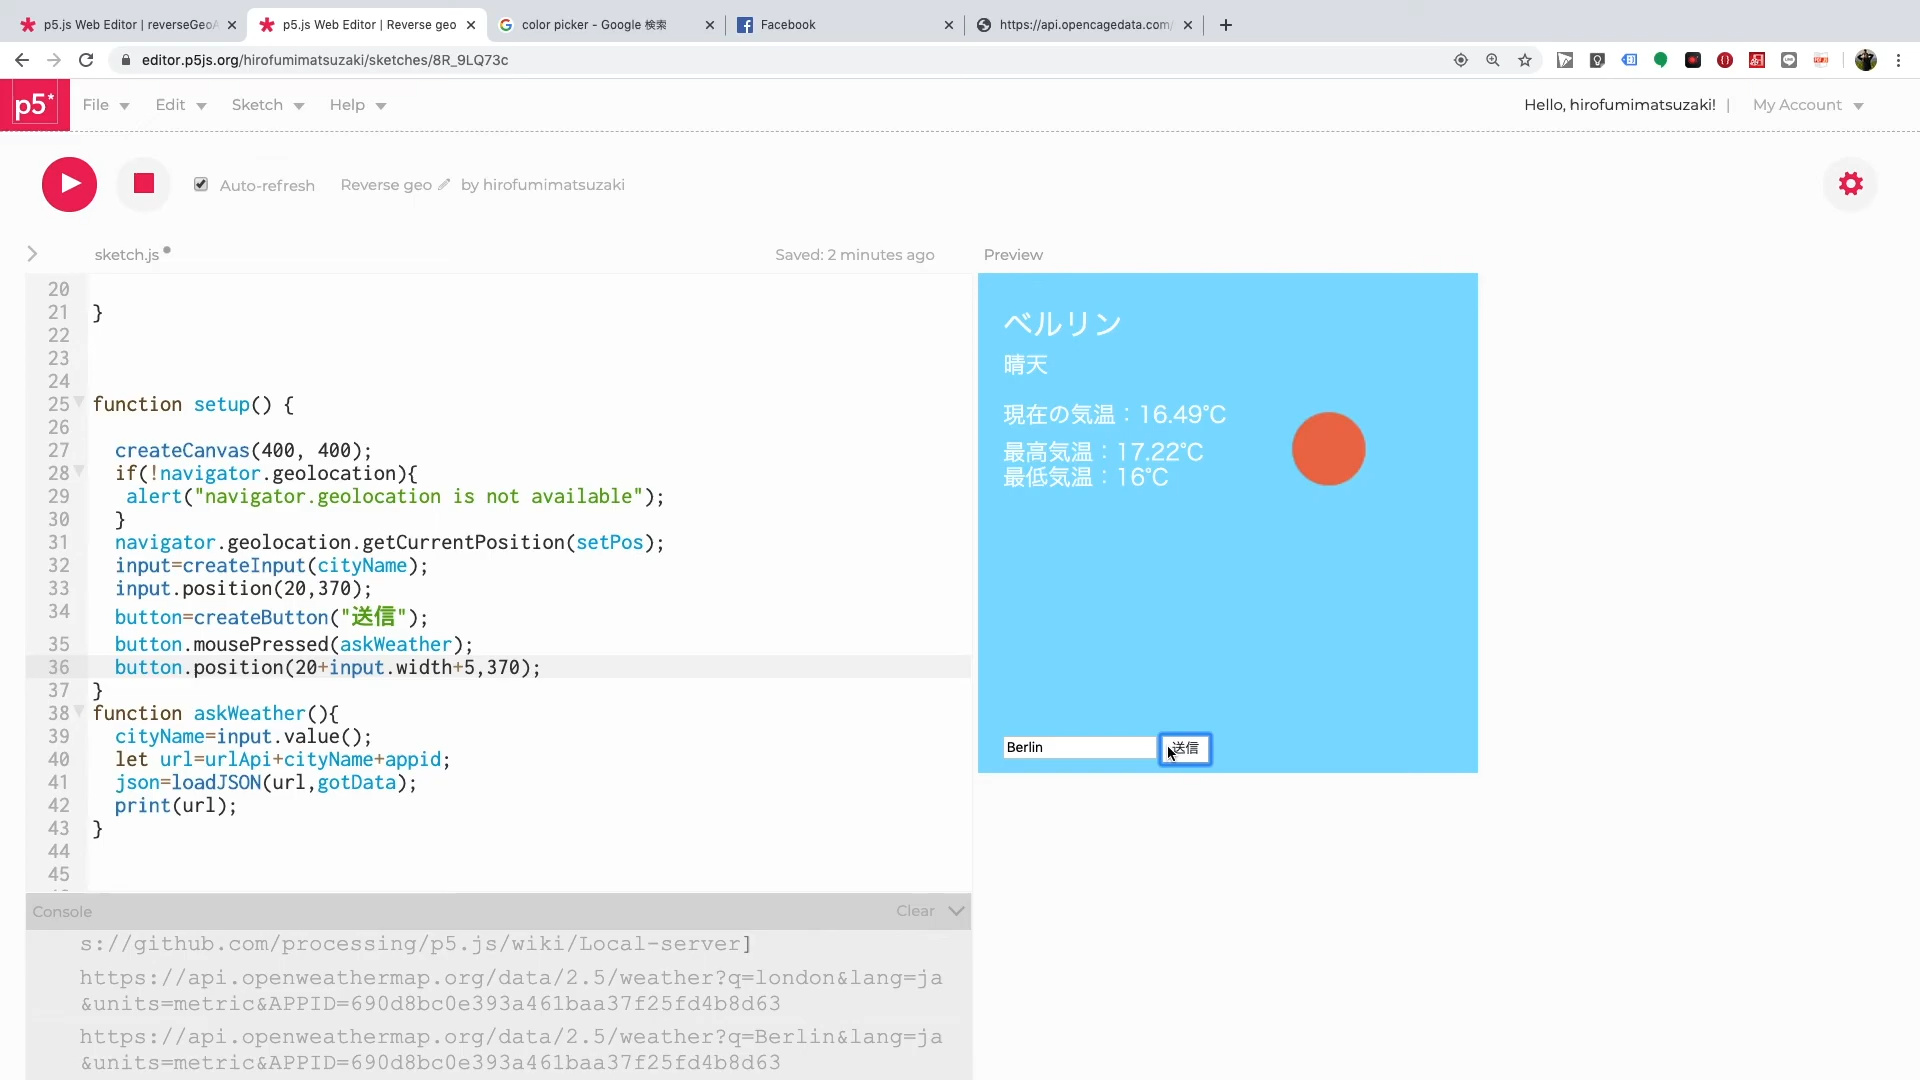 p5.js Web Editor | reverseGeoA
p5.js Web Editor | Reverse geo
color picker - Google 検索
Facebook
https://api.opencagedata.com/
editor.p5js.org/hirofumimatsuzaki/sketches/8R_9LQ73c
p5*
File
Edit
Sketch
Help
Hello, hirofumimatsuzaki! |
My Account
Auto-refresh
Reverse geo
by hirofumimatsuzaki
sketch.js
Saved: 2 minutes ago
Preview
20
21 }
22
23
24
25 function setup() {
26
27 createCanvas(400, 400);
28 if(!navigator.geolocation){
29 alert("navigator.geolocation is not available");
30 }
31 navigator.geolocation.getCurrentPosition(setPos);
32 input=createInput(cityName);
33 input.position(20,370);
34 button=createButton("送信");
35 button.mousePressed(askWeather);
36 button.position(20+input.width+5,370);
37 }
38 function askWeather(){
39 cityName=input.value();
40 let url=urlApi+cityName+appid;
41 json=loadJSON(url,gotData);
42 print(url);
43 }
44
45
ベルリン
晴天
現在の気温：16.49℃
最高気温：17.22℃
最低気温：16℃
Berlin
送信
Console
Clear
s://github.com/processing/p5.js/wiki/Local-server]
https://api.openweathermap.org/data/2.5/weather?q=london&lang=ja
&units=metric&APPID=690d8bc0e393a461baa37f25fd4b8d63
https://api.openweathermap.org/data/2.5/weather?q=Berlin&lang=ja
&units=metric&APPID=690d8bc0e393a461baa37f25fd4b8d63